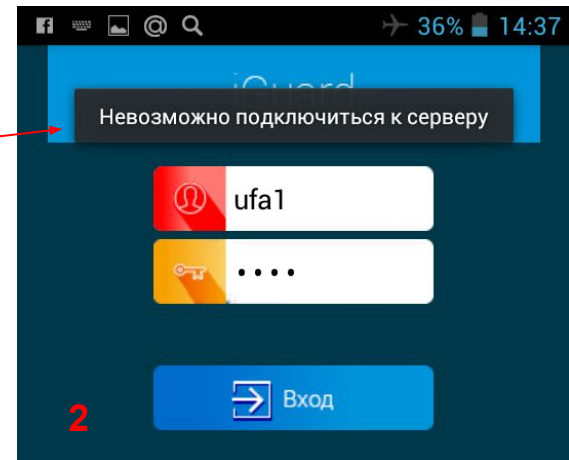 36% 14:37
iGuard
Невозможно подключиться к серверу
ufa1
••••
Вход
2